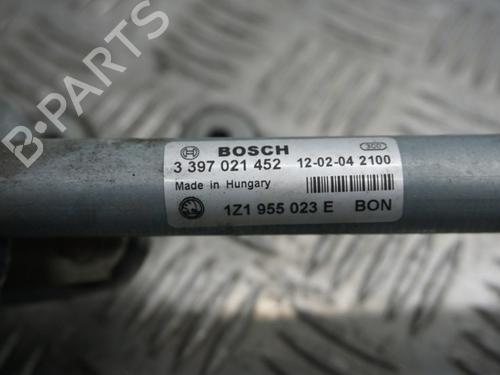 B-PARTS
BOSCH
3 397 021 452 12-02-04 2100
Made in Hungary
1Z1 955 023 E BON